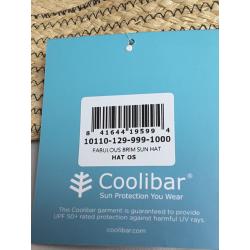 8 41644 19599 4
10110-129-999-1000
FABULOUS BRIM SUN HAT
HAT OS
Coolibar®
Sun Protection You Wear
This Coolibar garment is guaranteed to provide
UPF 50+ rated protection against harmful UV rays.
coolibar.com